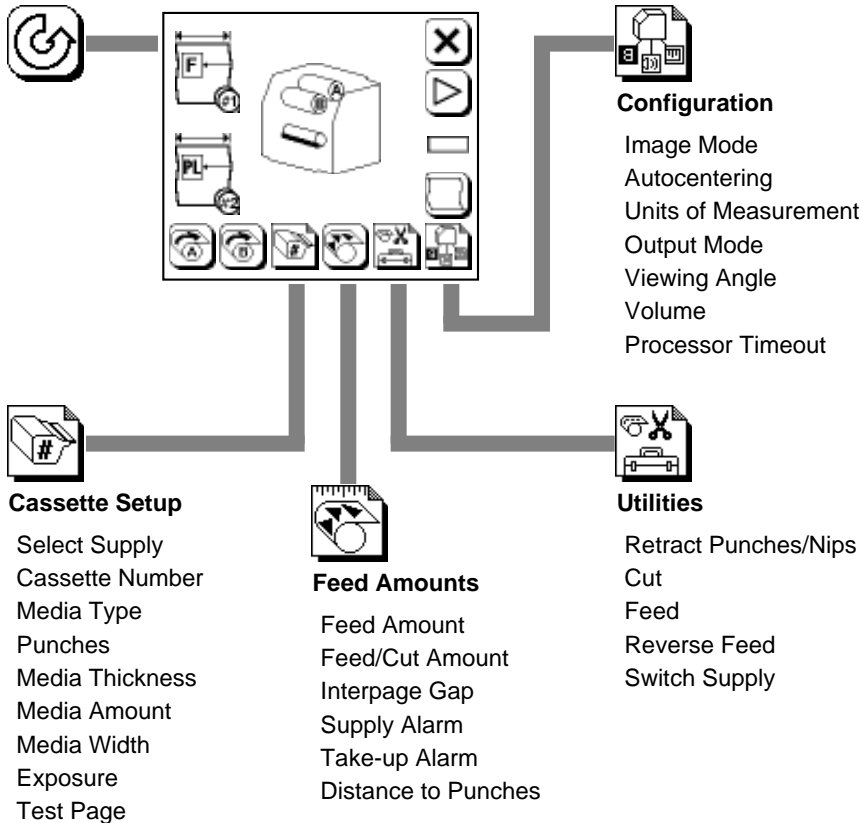 F
#1
PL
#2
A
B
A
B
#
Configuration
Image Mode
Autocentering
Units of Measurement
Output Mode
Viewing Angle
Volume
Processor Timeout
#
Cassette Setup
Select Supply
Cassette Number
Media Type
Punches
Media Thickness
Media Amount
Media Width
Exposure
Test Page
Feed Amounts
Feed Amount
Feed/Cut Amount
Interpage Gap
Supply Alarm
Take-up Alarm
Distance to Punches
Utilities
Retract Punches/Nips
Cut
Feed
Reverse Feed
Switch Supply